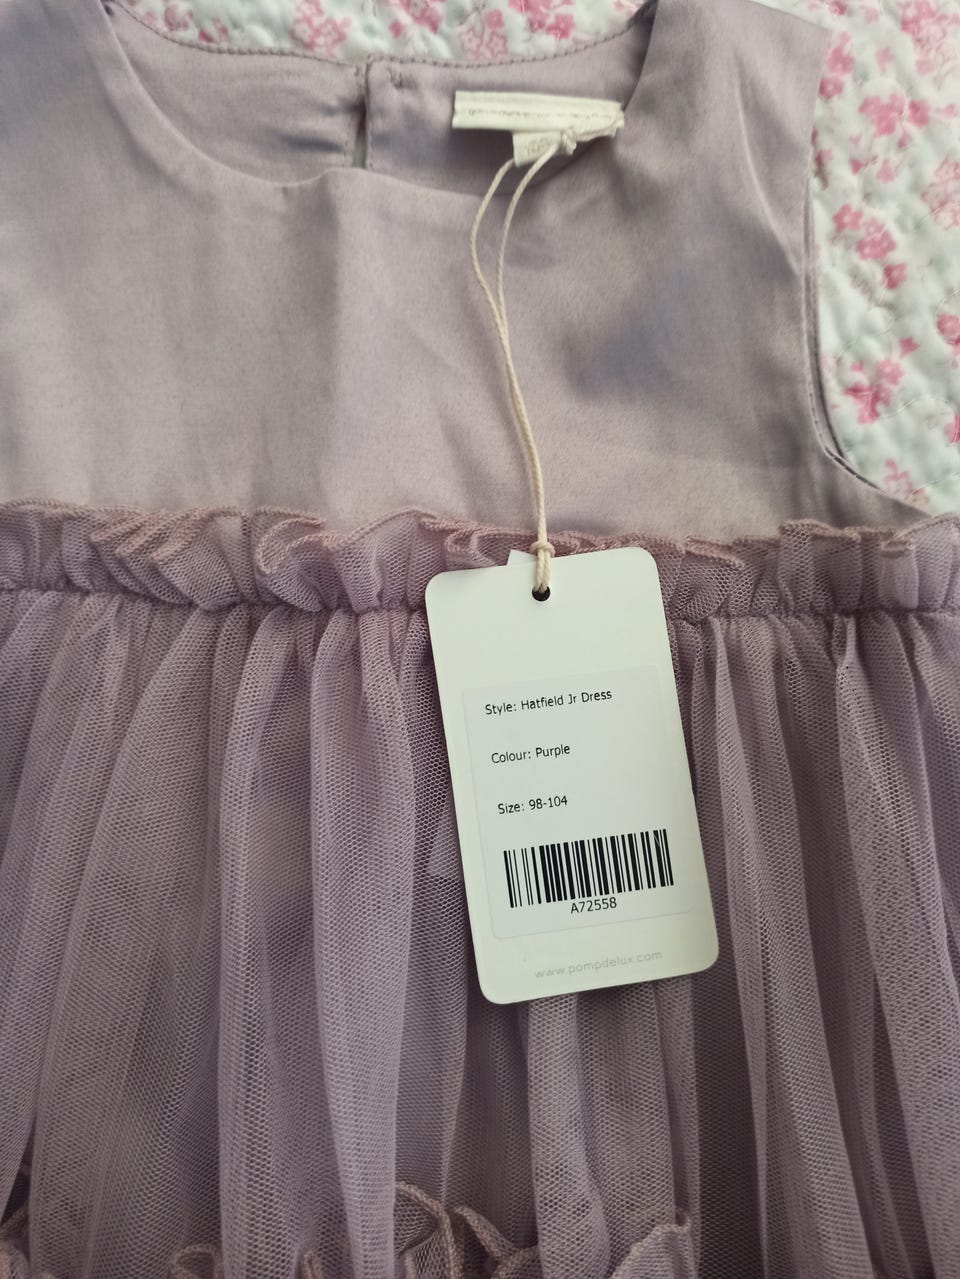 Style: Hatfield Jr Dress
Colour: Purple
Size: 98-104
A72558
www.pompdelux.com